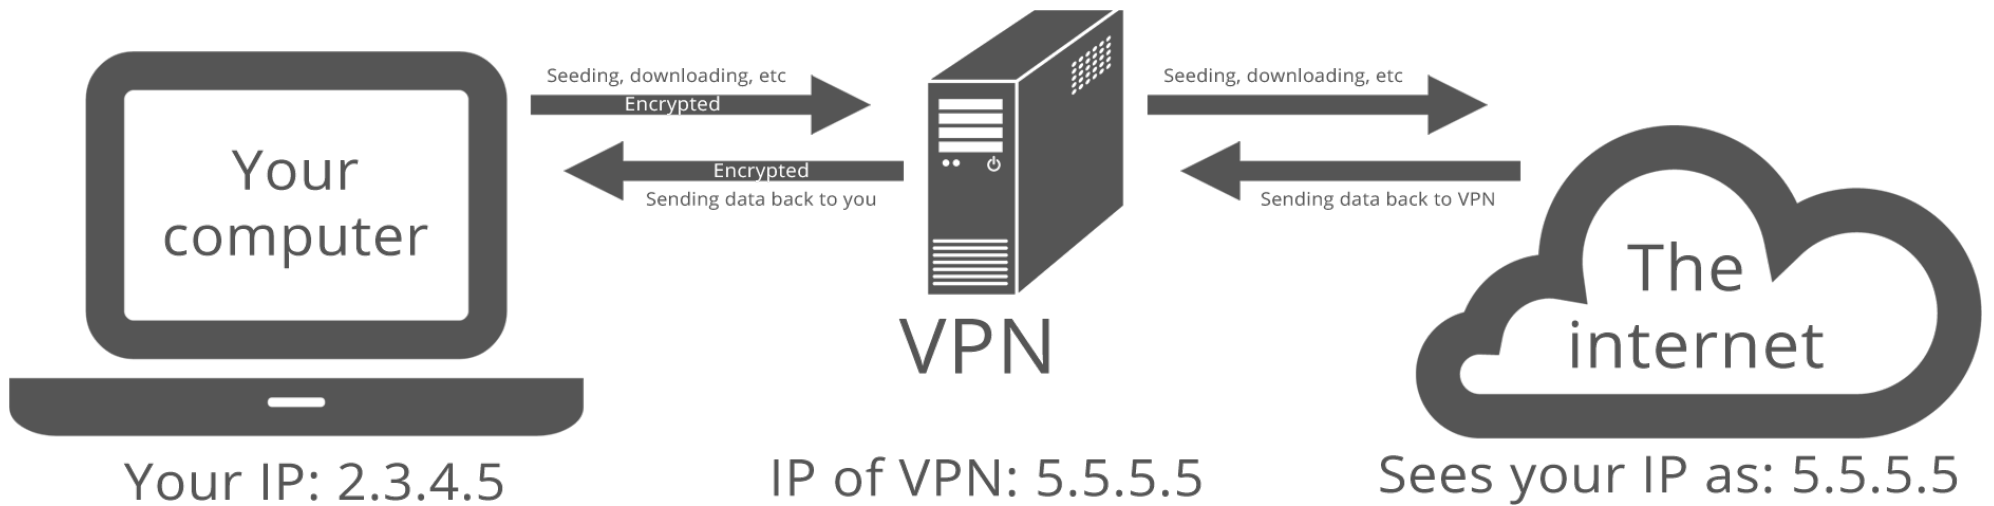 Your
computer
Your IP: 2.3.4.5
Seeding, downloading, etc
Encrypted
Encrypted
Sending data back to you
VPN
IP of VPN: 5.5.5.5
Seeding, downloading, etc
Sending data back to VPN
The
internet
Sees your IP as: 5.5.5.5